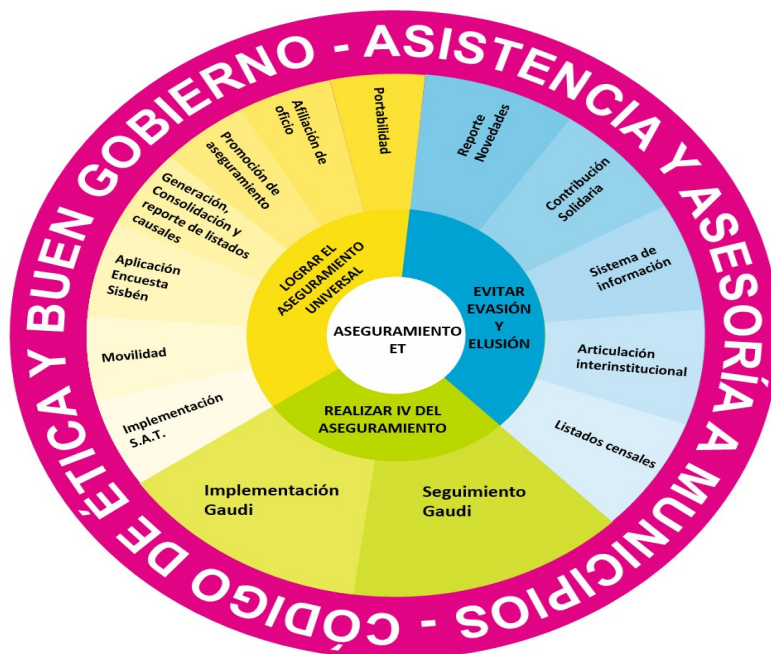 CÓDIGO DE ÉTICA Y BUEN GOBIERNO - ASISTENCIA Y ASESORÍA A MUNICIPIOS -
Portabilidad
Afiliación de
oficio
Promoción de
aseguramiento
Generación,
Consolidación y
reporte de listados
causales
Aplicación
Encuesta
Sisbén
Movilidad
Implementación
S.A.T.
Reporte
Novedades
Contribución
Solidaria
Sistema de
información
Articulación
interinstitucional
Listados censales
LOGRAR EL
ASEGURAMIENTO
UNIVERSAL
EVITAR
EVASIÓN
Y
ELUSIÓN
ASEGURAMIENTO
ET
REALIZAR IV DEL
ASEGURAMIENTO
Implementación
Gaudi
Seguimiento
Gaudi